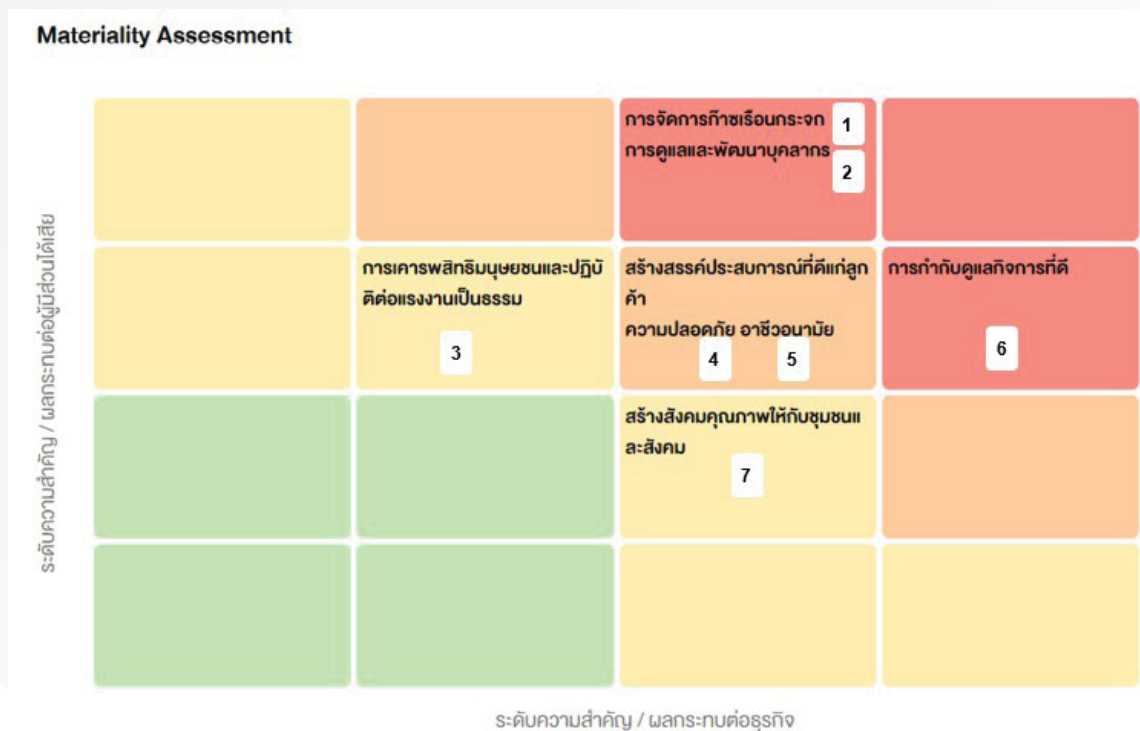 Materiality Assessment
การจัดการก๊าซเรือนกระจก 1
การดูแลและพัฒนาบุคลากร 2
การเคารพสิทธิมนุษยชนและปฏิบั
ติต่อแรงงานเป็นธรรม
3
สร้างสรรค์ประสบการณ์ที่ดีแก่ลูก
ค้า
ความปลอดภัย อาชีวอนามัย
4 5
การกำกับดูแลกิจการที่ดี
6
สร้างสังคมคุณภาพให้กับชุมชนแ
ละสังคม
7
ระดับความสำคัญ / ผลกระทบต่อผู้มีส่วนได้เสีย
ระดับความสำคัญ / ผลกระทบต่อธุรกิจ